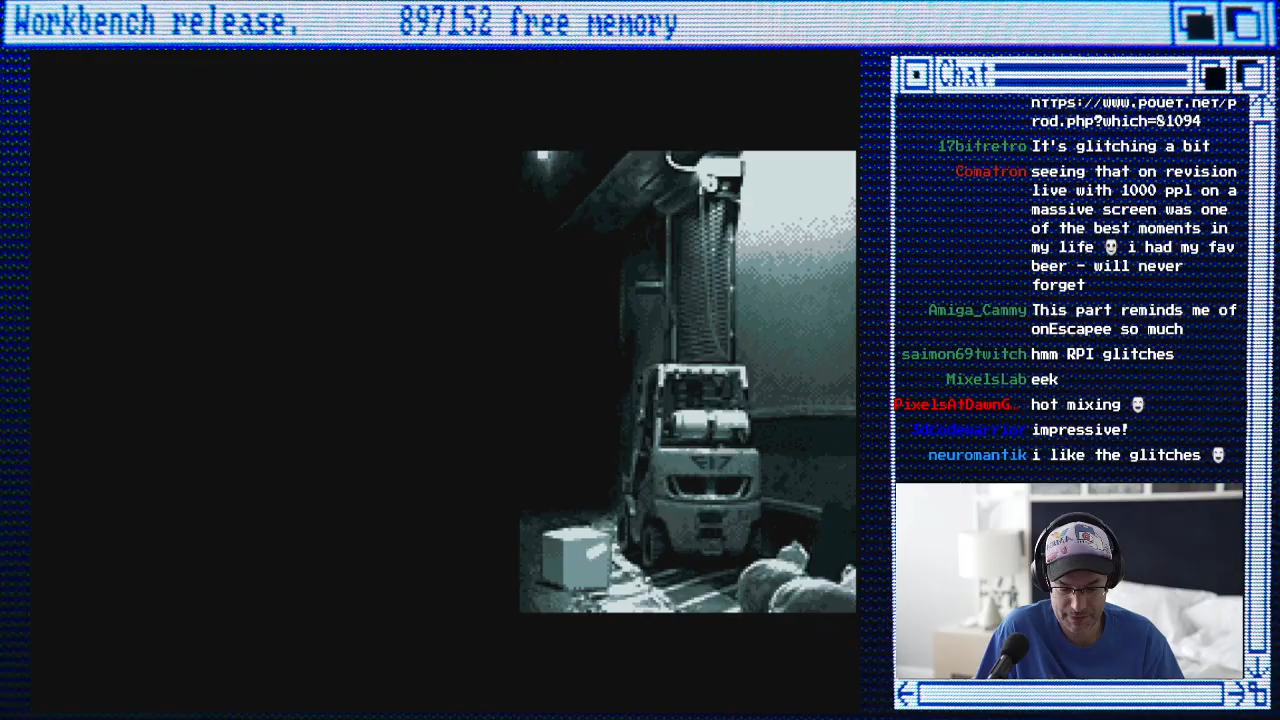 Workbench release. 897152 free memory
Chat
https://www.pouet.net/p
rod.php?which=81094
17bitretro It's glitching a bit
Comatron seeing that on revision
live with 1000 ppl on a
massive screen was one
of the best moments in
my life i had my fav
beer - will never
forget
Amiga_Cammy This part reminds me of
onEscapee so much
saimon69twitch hmm RPI glitches
MixelsLab eek
PixelsAtDawnG… hot mixing
SdCodeWarrior impressive!
neuromantik i like the glitches